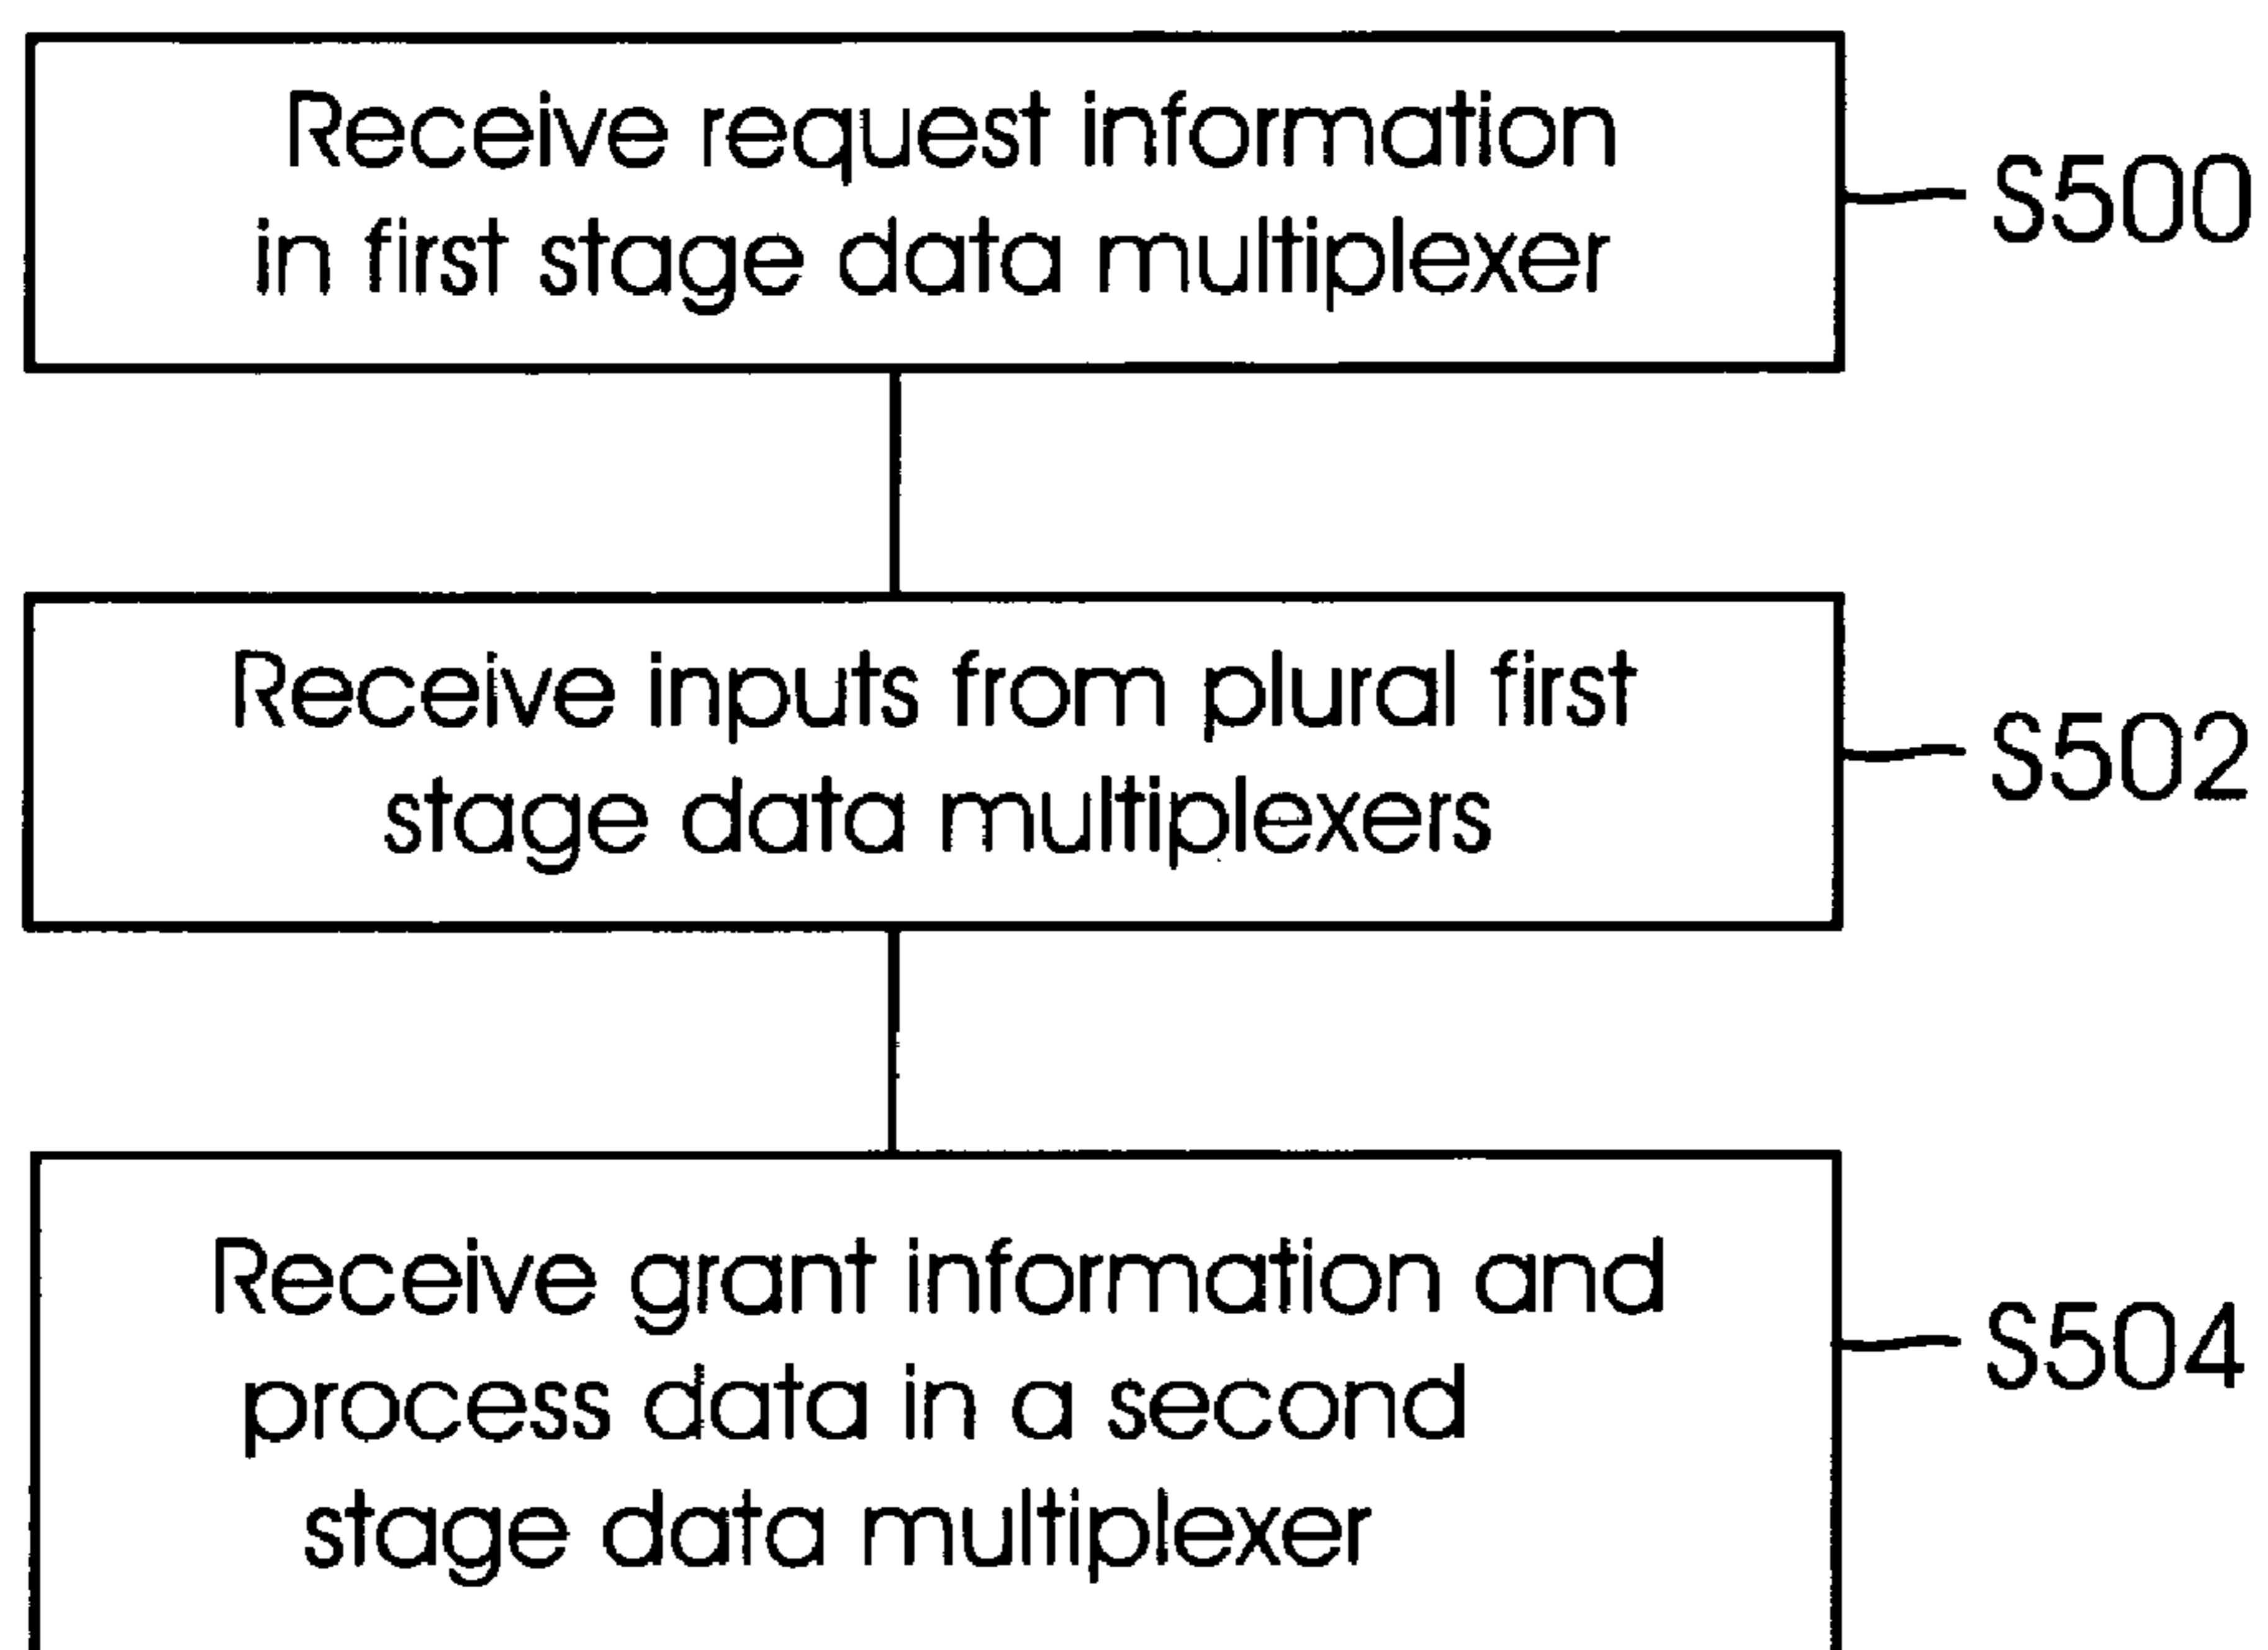 Receive request information
in first stage data multiplexer
S500
Receive inputs from plural first
stage data multiplexers
S502
Receive grant information and
process data in a second
stage data multiplexer
S504